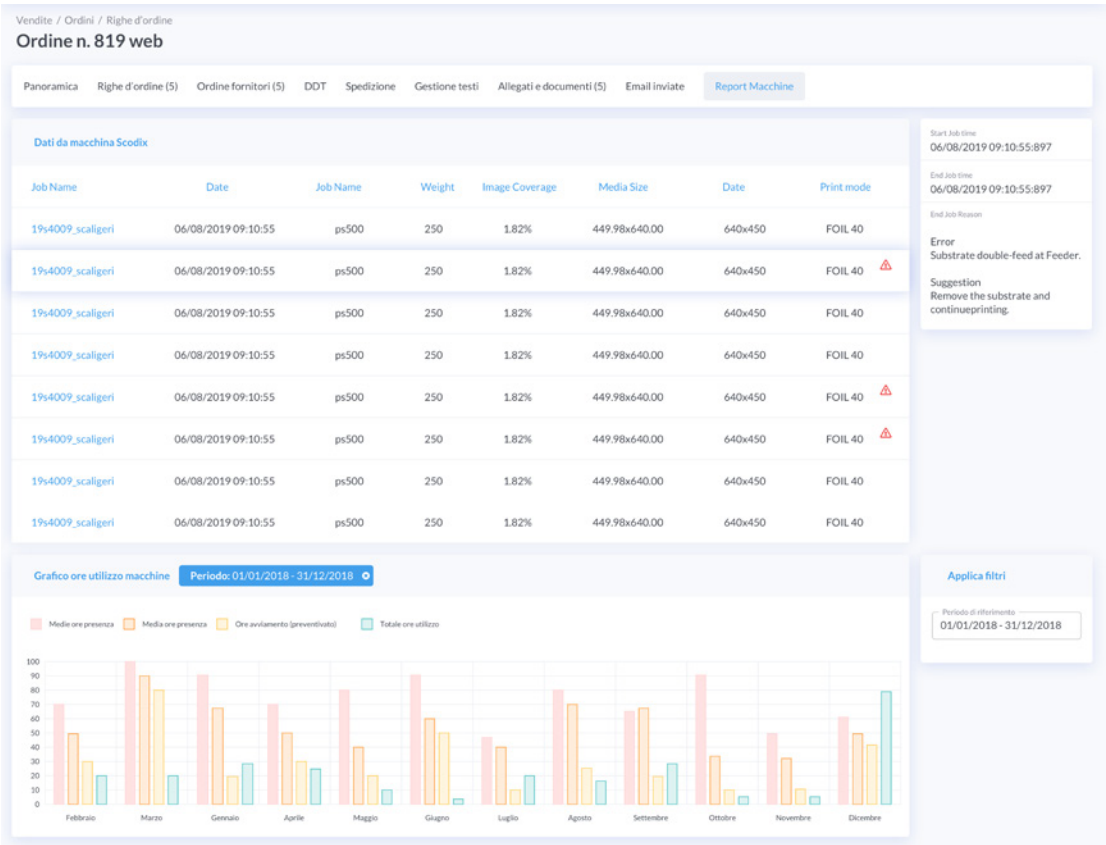 Vendite / Ordini / Righe d'ordine
Ordine n. 819 web
Panoramica Righe d'ordine (5) Ordine fornitori (5) DDT Spedizione Gestione testi Allegati e documenti (5) Email inviate Report Macchine
Dati da macchina Scodix
Job Name Date Job Name Weight Image Coverage Media Size Date Print mode
19s4009_scaligeri 06/08/2019 09:10:55 ps500 250 1.82% 449.98x640.00 640x450 FOIL 40
19s4009_scaligeri 06/08/2019 09:10:55 ps500 250 1.82% 449.98x640.00 640x450 FOIL 40
19s4009_scaligeri 06/08/2019 09:10:55 ps500 250 1.82% 449.98x640.00 640x450 FOIL 40
19s4009_scaligeri 06/08/2019 09:10:55 ps500 250 1.82% 449.98x640.00 640x450 FOIL 40
19s4009_scaligeri 06/08/2019 09:10:55 ps500 250 1.82% 449.98x640.00 640x450 FOIL 40
19s4009_scaligeri 06/08/2019 09:10:55 ps500 250 1.82% 449.98x640.00 640x450 FOIL 40
19s4009_scaligeri 06/08/2019 09:10:55 ps500 250 1.82% 449.98x640.00 640x450 FOIL 40
19s4009_scaligeri 06/08/2019 09:10:55 ps500 250 1.82% 449.98x640.00 640x450 FOIL 40
Start Job time
06/08/2019 09:10:55:897
End Job time
06/08/2019 09:10:55:897
End Job Reason
Error
Substrate double-feed at Feeder.
Suggestion
Remove the substrate and
continueprinting.
Grafico ore utilizzo macchine Periodo: 01/01/2018 - 31/12/2018
Medie ore presenza Media ore presenza Ore avviamento (preventivato) Totale ore utilizzo
100
90
80
70
60
50
40
30
20
10
0
Febbraio Marzo Gennaio Aprile Maggio Giugno Luglio Agosto Settembre Ottobre Novembre Dicembre
Applica filtri
Periodo di riferimento
01/01/2018 - 31/12/2018